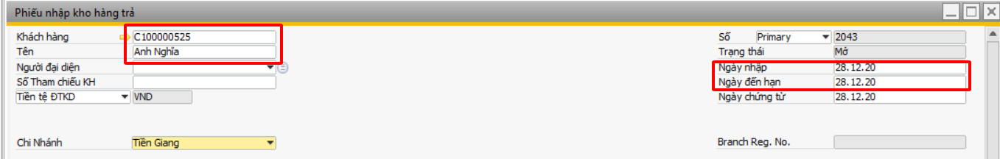 Phiếu nhập kho hàng trả
Khách hàng C100000525 Số Primary 2043
Tên Anh Nghĩa Trạng thái Mở
Người đại diện Ngày nhập 28.12.20
Số Tham chiếu KH Ngày đến hạn 28.12.20
Tiền tệ ĐTKD VND Ngày chứng từ 28.12.20
Chi Nhánh Tiền Giang Branch Reg. No.